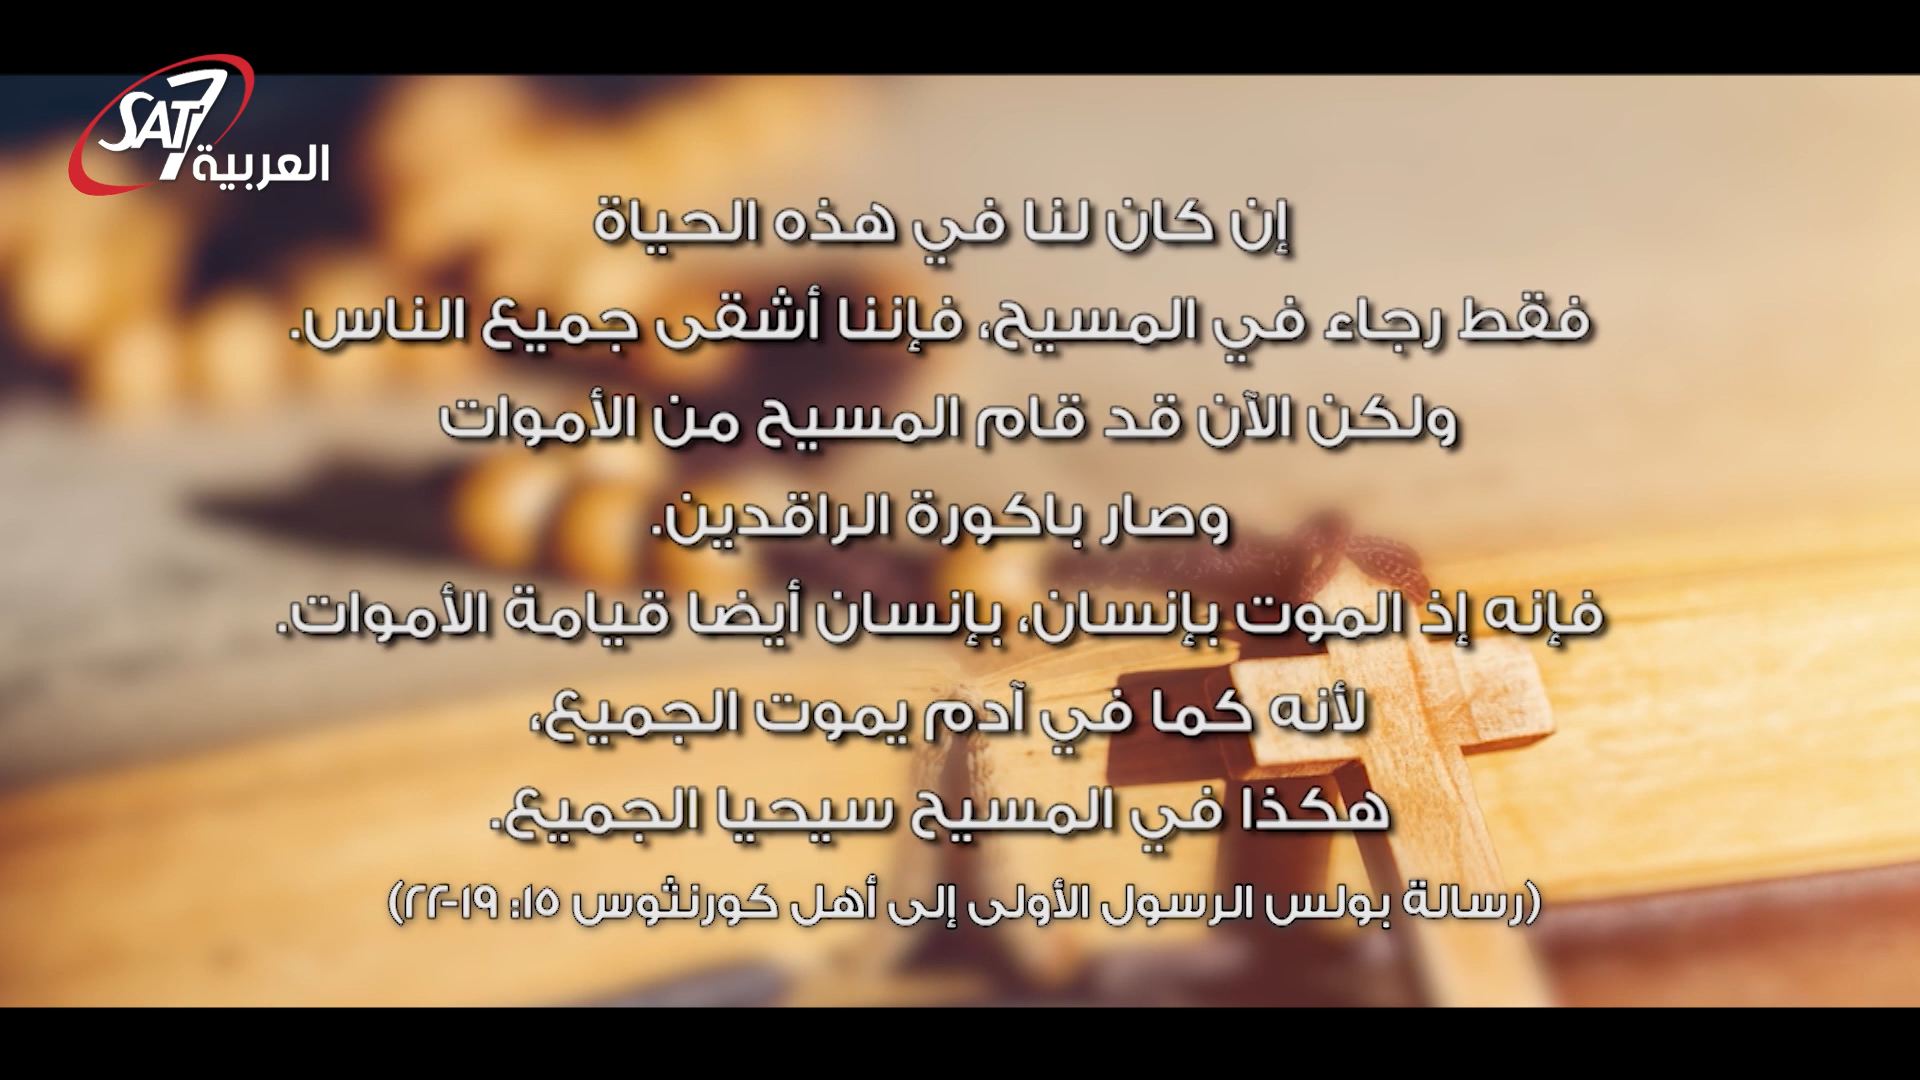 SAT7
العربية
إن كان لنا في هذه الحياة
فقط رجاء في المسيح، فإننا أشقى جميع الناس.
ولكن الآن قد قام المسيح من الأموات
وصار باكورة الراقدين.
فإنه إذ الموت بإنسان، بإنسان أيضا قيامة الأموات.
لأنه كما في آدم يموت الجميع،
هكذا في المسيح سيحيا الجميع.
(رسالة بولس الرسول الأولى إلى أهل كورنثوس ١٥: ١٩-٢٢)